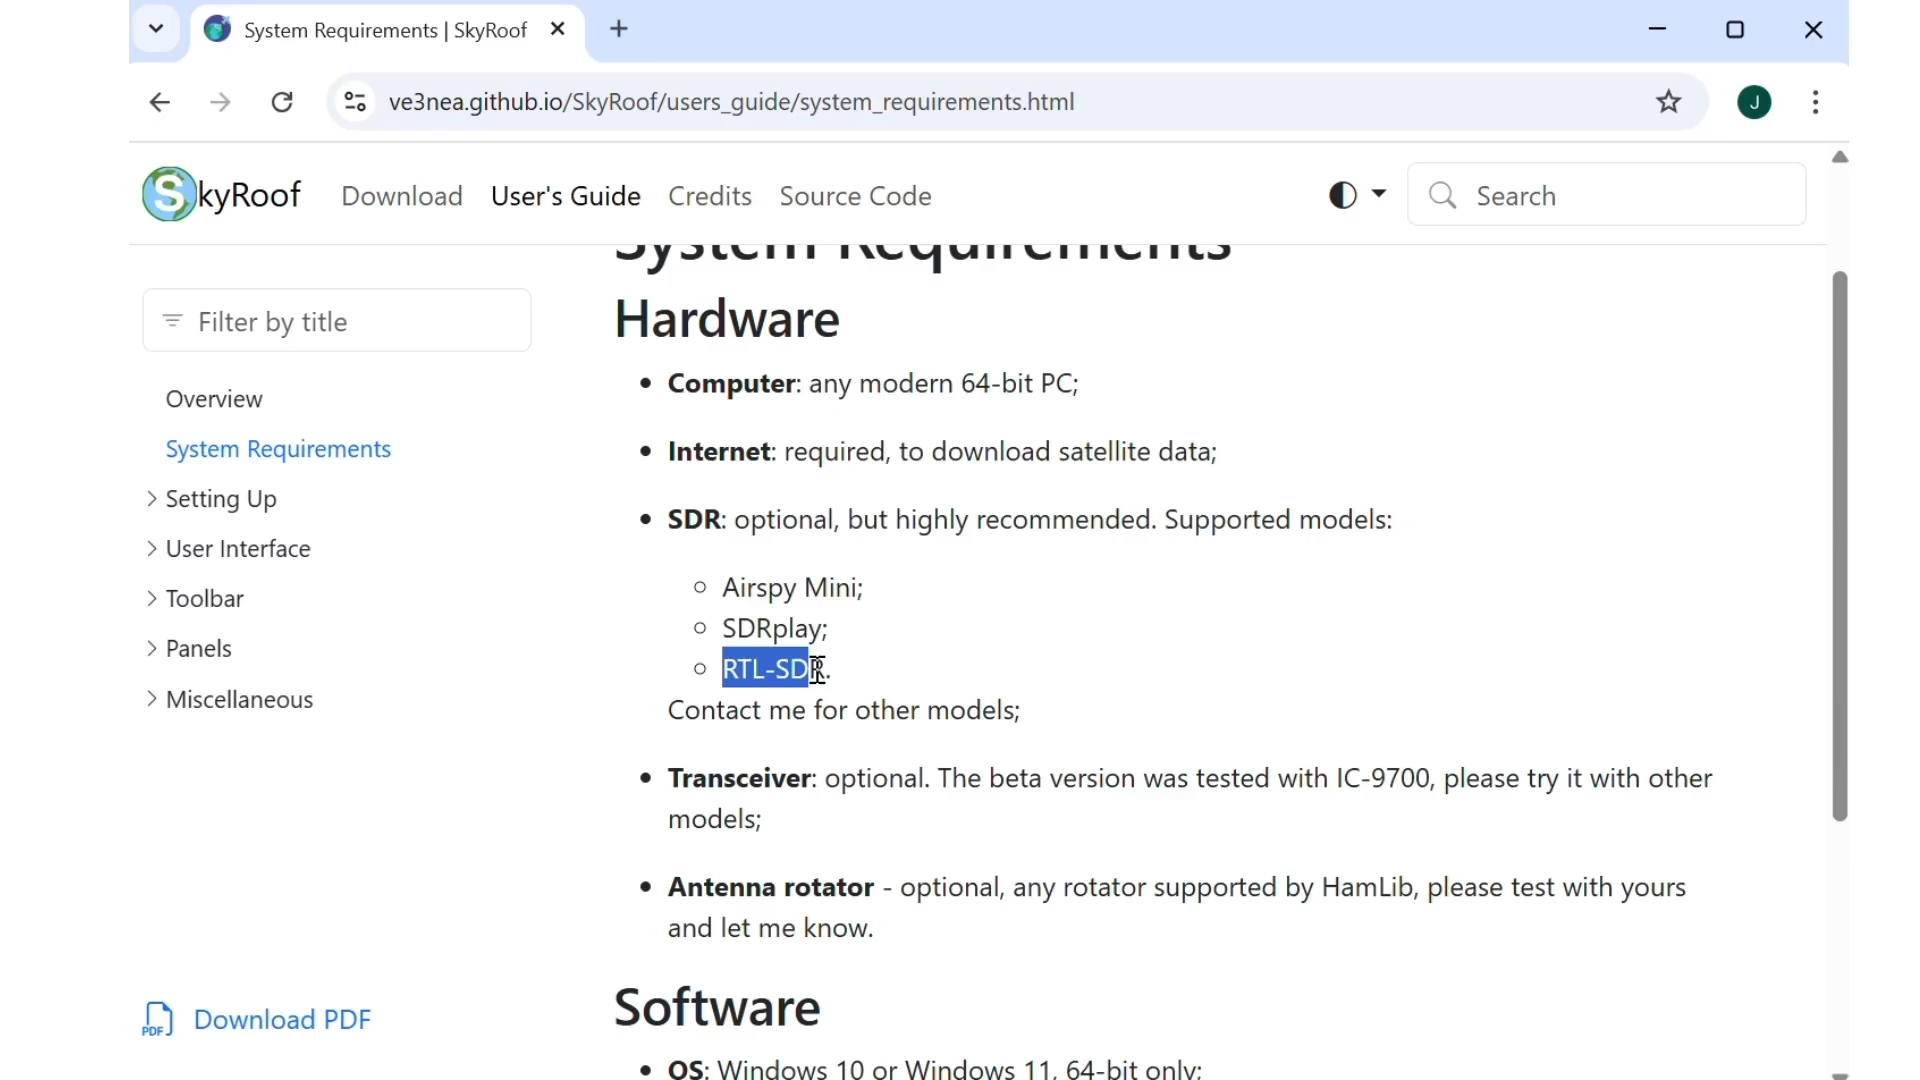 System Requirements | SkyRoof
ve3nea.github.io/SkyRoof/users_guide/system_requirements.html
J
SkyRoof
Download
User's Guide
Credits
Source Code
Search
System Requirements
Filter by title
Overview
System Requirements
Setting Up
User Interface
Toolbar
Panels
Miscellaneous
PDF
Download PDF
Hardware
Computer: any modern 64-bit PC;
Internet: required, to download satellite data;
SDR: optional, but highly recommended. Supported models:
Airspy Mini;
SDRplay;
RTL-SDR.
Contact me for other models;
Transceiver: optional. The beta version was tested with IC-9700, please try it with other
models;
Antenna rotator - optional, any rotator supported by HamLib, please test with yours
and let me know.
Software
OS: Windows 10 or Windows 11, 64-bit only;